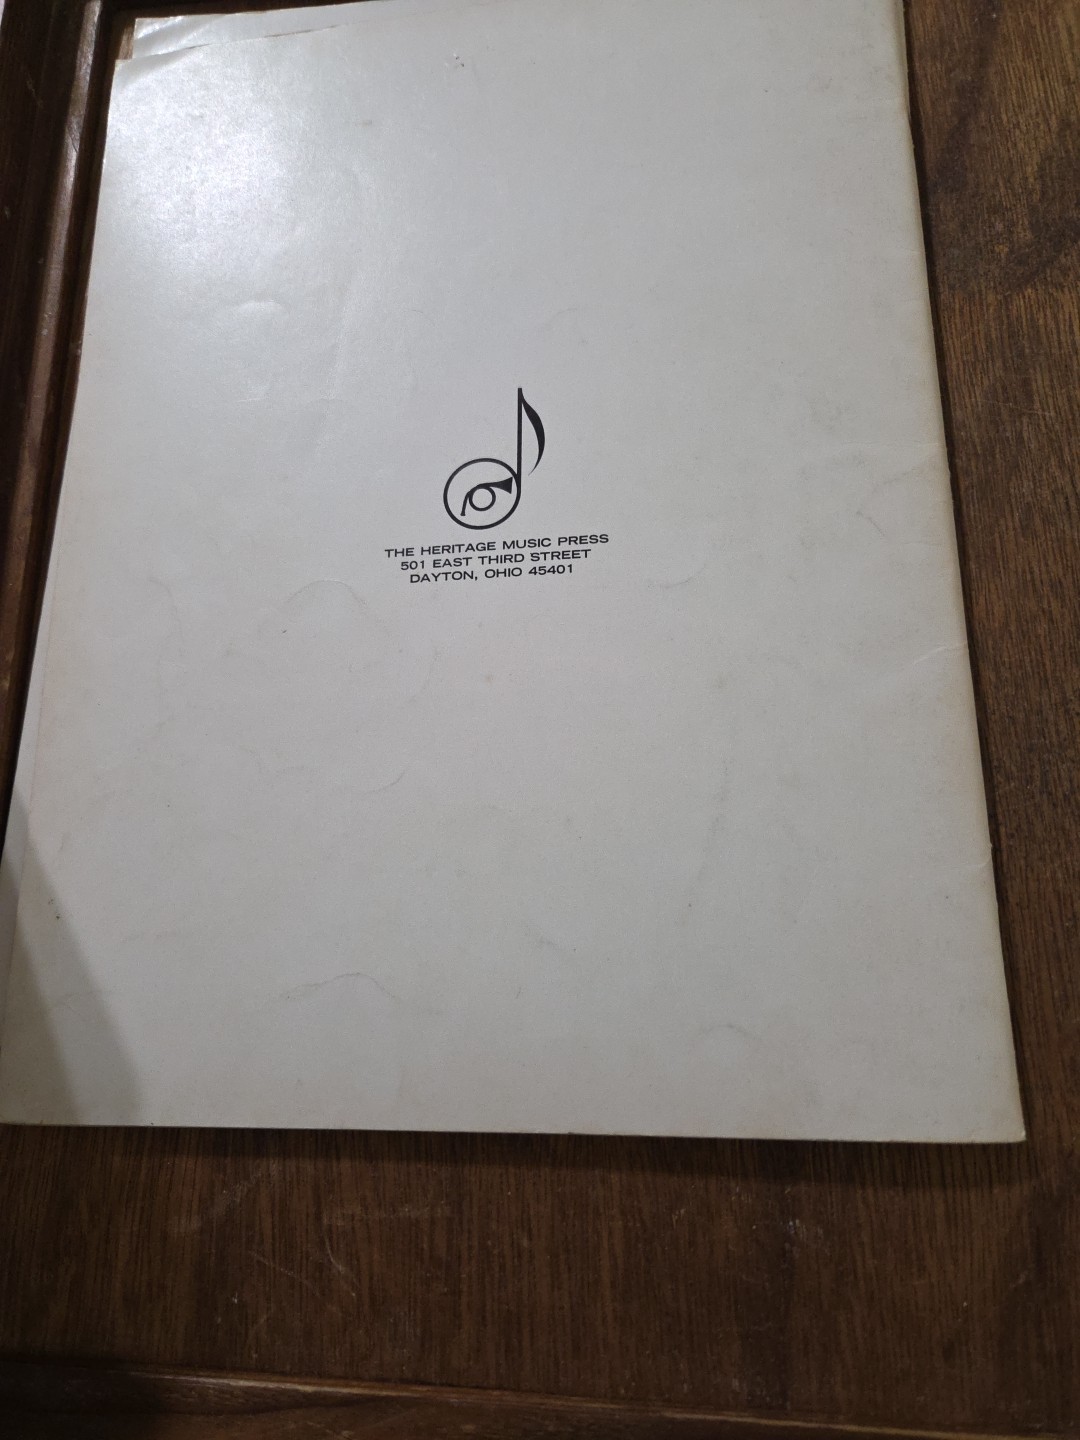 THE HERITAGE MUSIC PRESS
501 EAST THIRD STREET
DAYTON, OHIO 45401